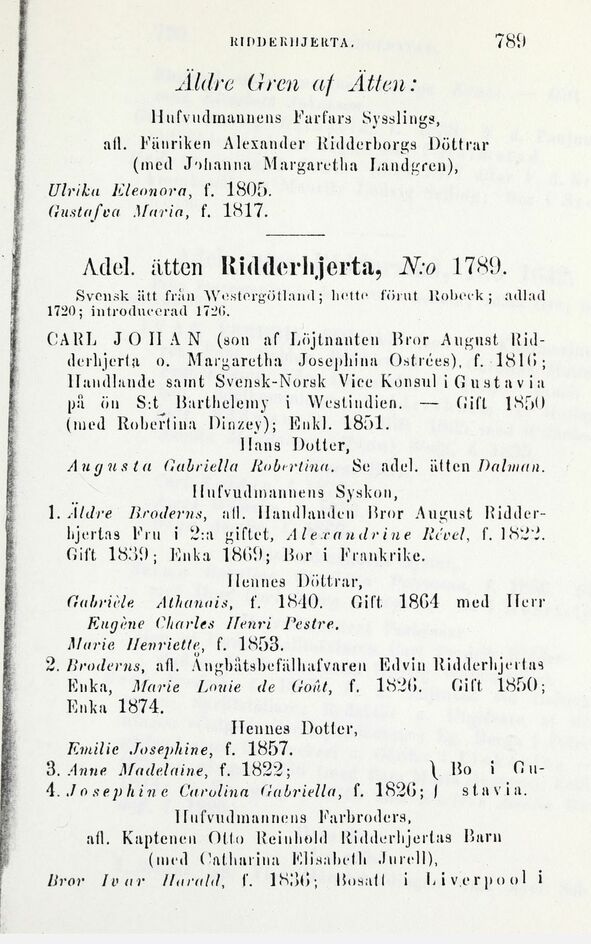 RIDDERHJERTA. 789
Äldre Gren af Ätten:
Hufvudmannens Farfars Sysslings,
afl. Fänriken Alexander Ridderborgs Döttrar
(med Johanna Margaretha Landgren),
Ulrika Eleonora, f. 1805.
Gustafva Maria, f. 1817.
Adel. ätten Ridderhjerta, N:o 1789.
Svensk ätt från Westergötland; hette förut Robeck; adlad
1720; introducerad 1726.
CARL JOHAN (son af Löjtnanten Bror August Rid-
derhjerta o. Margaretha Josephina Ostrées), f. 1816;
Handlande samt Svensk-Norsk Vice Konsul i Gustavia
på ön S:t Barthelemy i Westindien. — Gift 1850
(med Robertina Dinzey); Enkl. 1851.
Hans Dotter,
Augusta Gabriella Robertina. Se adel. ätten Dalman.
Hufvudmannens Syskon,
1. Äldre Broderns, afl. Handlanden Bror August Ridder-
hjertas Fru i 2:a giftet, Alexandrine Rével, f. 1822.
Gift 1839; Enka 1869; Bor i Frankrike.
Hennes Döttrar,
Gabrièle Athanais, f. 1840. Gift 1864 med Herr
Eugène Charles Henri Pestre.
Marie Henriette, f. 1853.
2. Broderns, afl. Ångbåtsbefälhafvaren Edvin Ridderhjertas
Enka, Marie Louie de Goût, f. 1826. Gift 1850;
Enka 1874.
Hennes Dotter,
Emilie Josephine, f. 1857.
3. Anne Madelaine, f. 1822; } Bo i Gu-
4. Josephine Carolina Gabriella, f. 1826; } stavia.
Hufvudmannens Farbroders,
afl. Kaptenen Otto Reinhold Ridderhjertas Barn
(med Catharina Elisabeth Jurell),
Bror Ivar Harald, f. 1836; Bosatt i Liverpool i